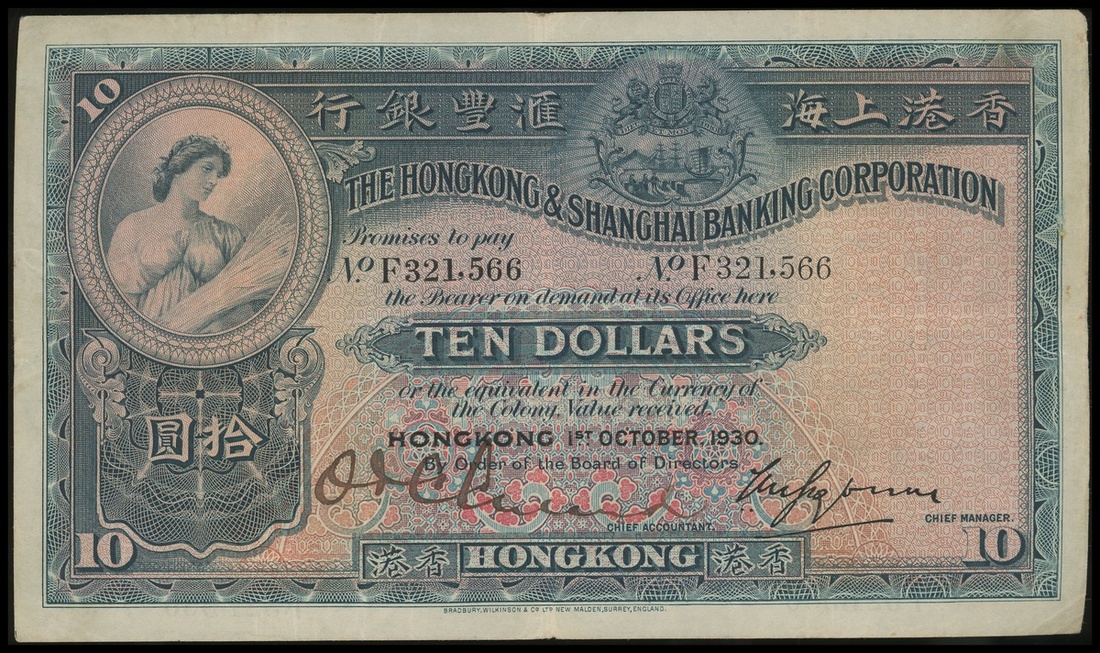 10
行銀豐滙
海上港香
THE HONGKONG & SHANGHAI BANKING CORPORATION
Promises to pay
No. F321,566 No. F321,566
the Bearer on demand at its Office here
TEN DOLLARS
or the equivalent in the Currency of
the Colony, Value received.
圓拾
HONGKONG 1ST OCTOBER, 1930.
By Order of the Board of Directors
CHIEF ACCOUNTANT.
CHIEF MANAGER.
10
港香
HONGKONG
港香
10
BRADBURY, WILKINSON & Co LTD NEW MALDEN, SURREY, ENGLAND.